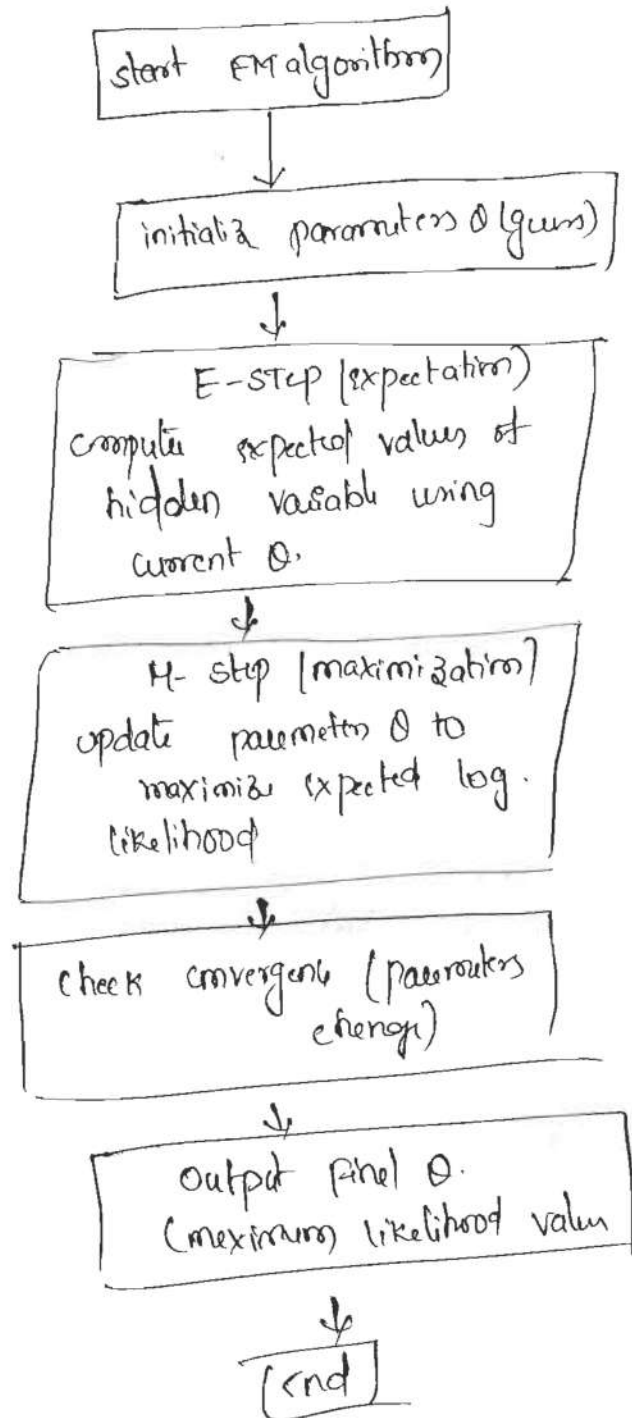 start EM algorithm
initializ parameters θ (guess)
E-Step (expectation)
compute expected values of
hidden variable using
current θ.
M- step (maximization)
update parameters θ to
maximize expected log.
likelihood
check convergence (parameters
change)
Output final θ.
(maximum likelihood value
end